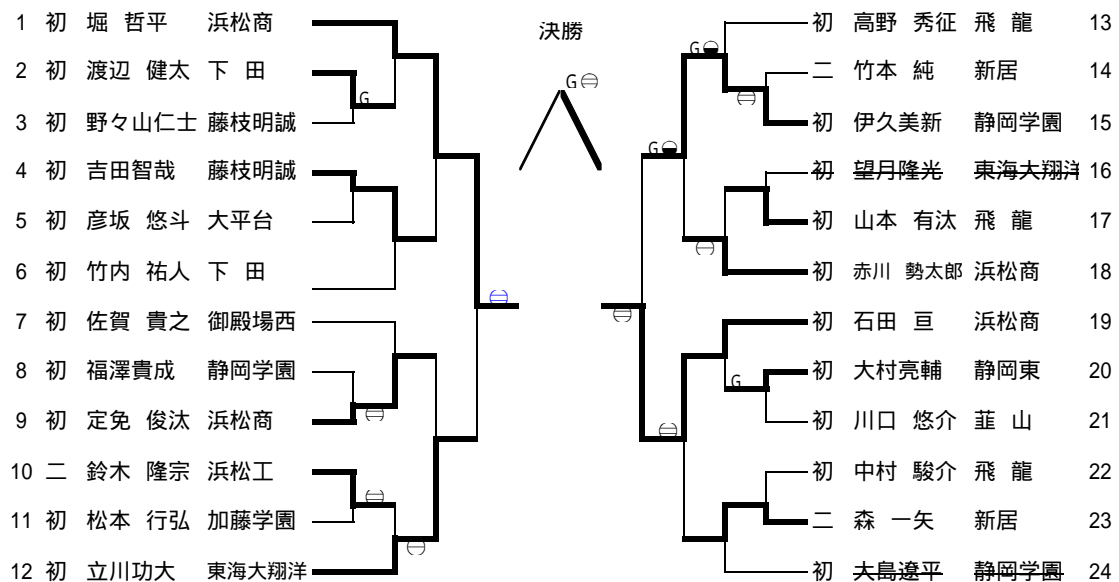 決勝
G
1 初 堀 哲平 浜松商
2 初 渡辺 健太 下 田
G
3 初 野々山仁士 藤枝明誠
4 初 吉田智哉 藤枝明誠
5 初 彦坂 悠斗 大平台
6 初 竹内 祐人 下 田
7 初 佐賀 貴之 御殿場西
8 初 福澤貴成 静岡学園
9 初 定免 俊汰 浜松商
10 二 鈴木 隆宗 浜松工
11 初 松本 行弘 加藤学園
12 初 立川功大 東海大翔洋
初 高野 秀征 飛 龍 13
G
二 竹本 純 新居 14
初 伊久美新 静岡学園 15
G
初 望月隆光 東海大翔洋 16
初 山本 有汰 飛 龍 17
初 赤川 勢太郎 浜松商 18
初 石田 亘 浜松商 19
初 大村亮輔 静岡東 20
G
初 川口 悠介 韮 山 21
初 中村 駿介 飛 龍 22
二 森 一矢 新居 23
初 大島遼平 静岡学園 24